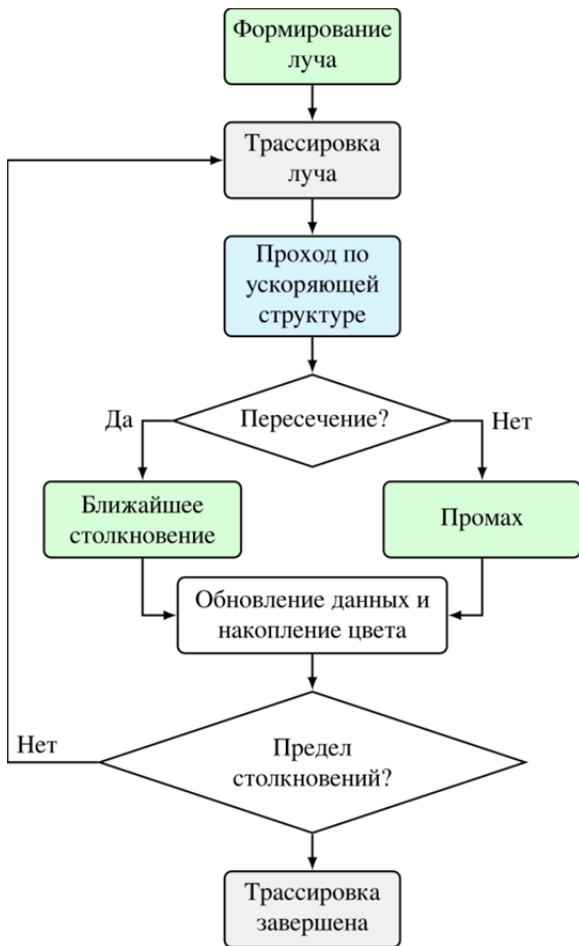 Формирование
луча
Трассировка
луча
Проход по
ускоряющей
структуре
Пересечение?
Да
Нет
Ближайшее
столкновение
Промах
Обновление данных и
накопление цвета
Нет
Предел
столкновений?
Трассировка
завершена